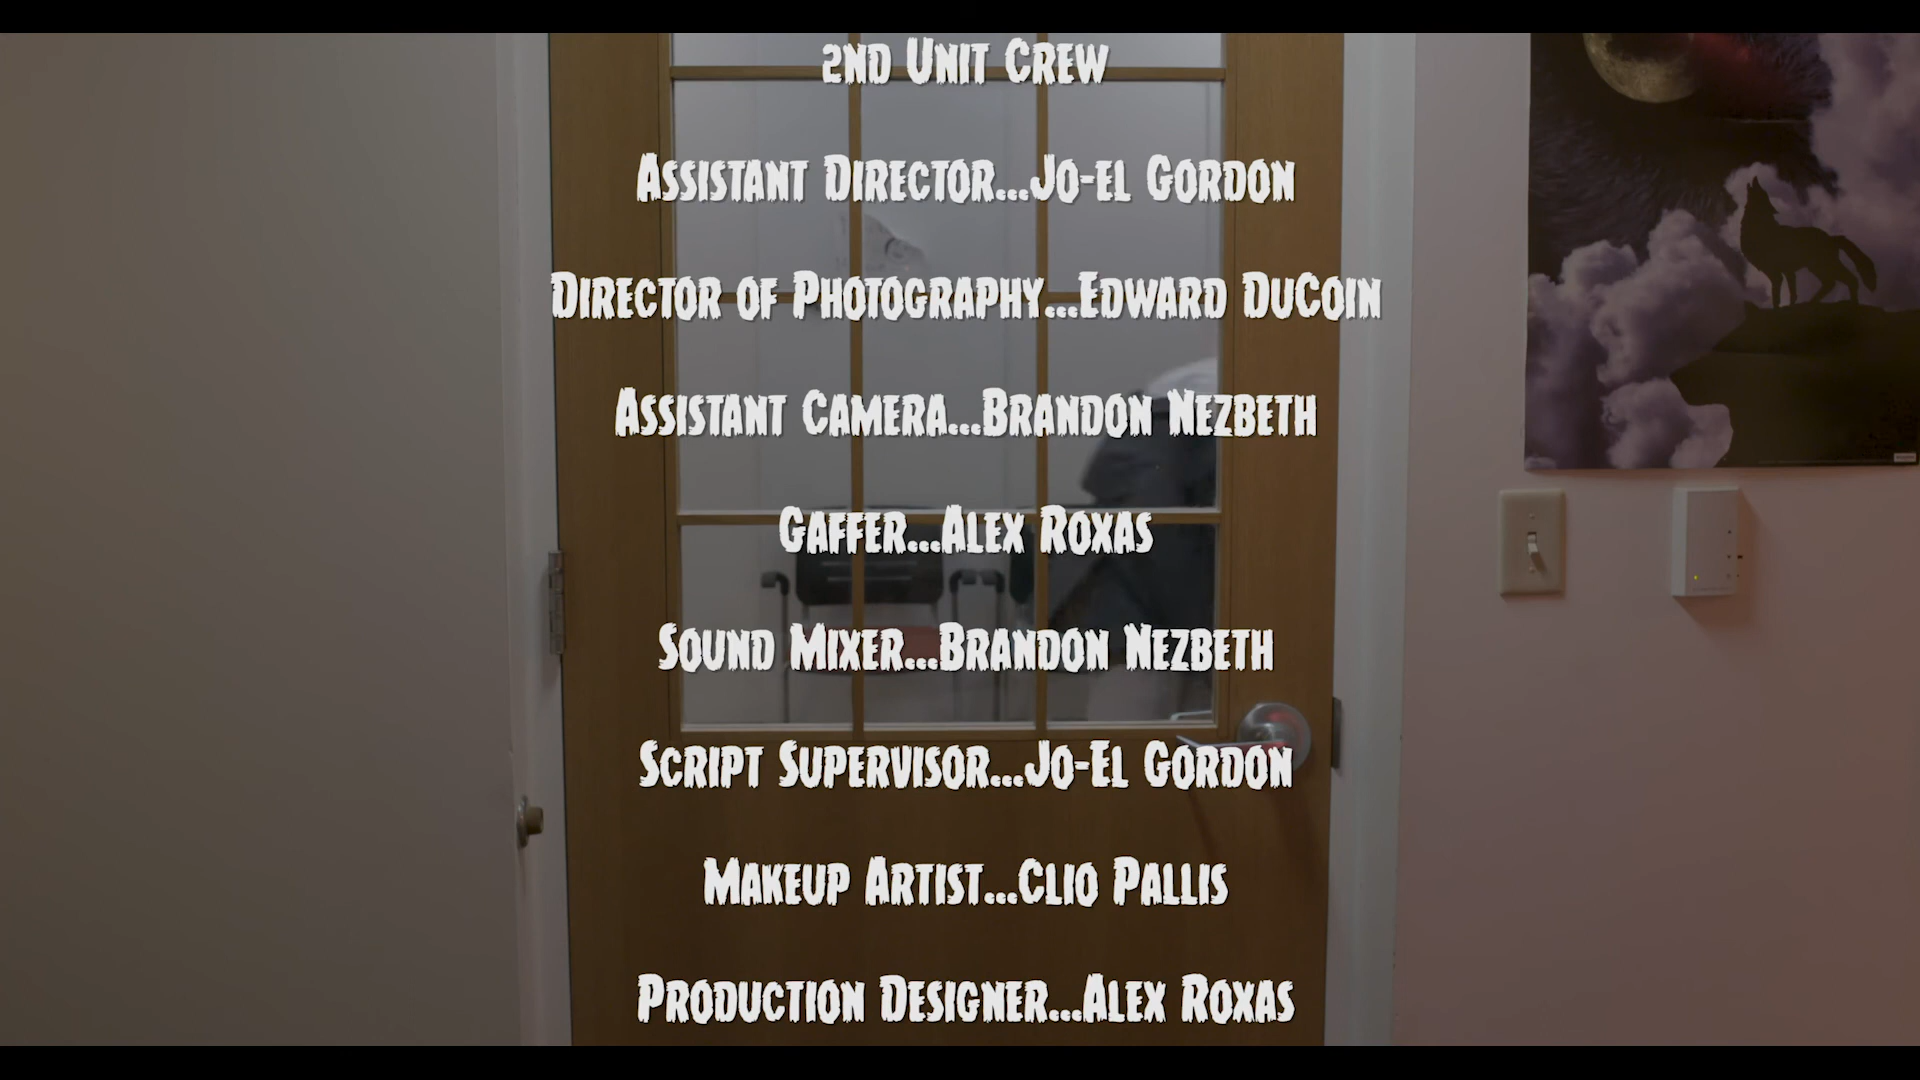 2nd Unit Crew
Assistant Director...Jo-el Gordon
Director of Photography...Edward DuCoin
Assistant Camera...Brandon Nezbeth
Gaffer...Alex Roxas
Sound Mixer...Brandon Nezbeth
Script Supervisor...Jo-El Gordon
Makeup Artist...Clio Pallis
Production Designer...Alex Roxas